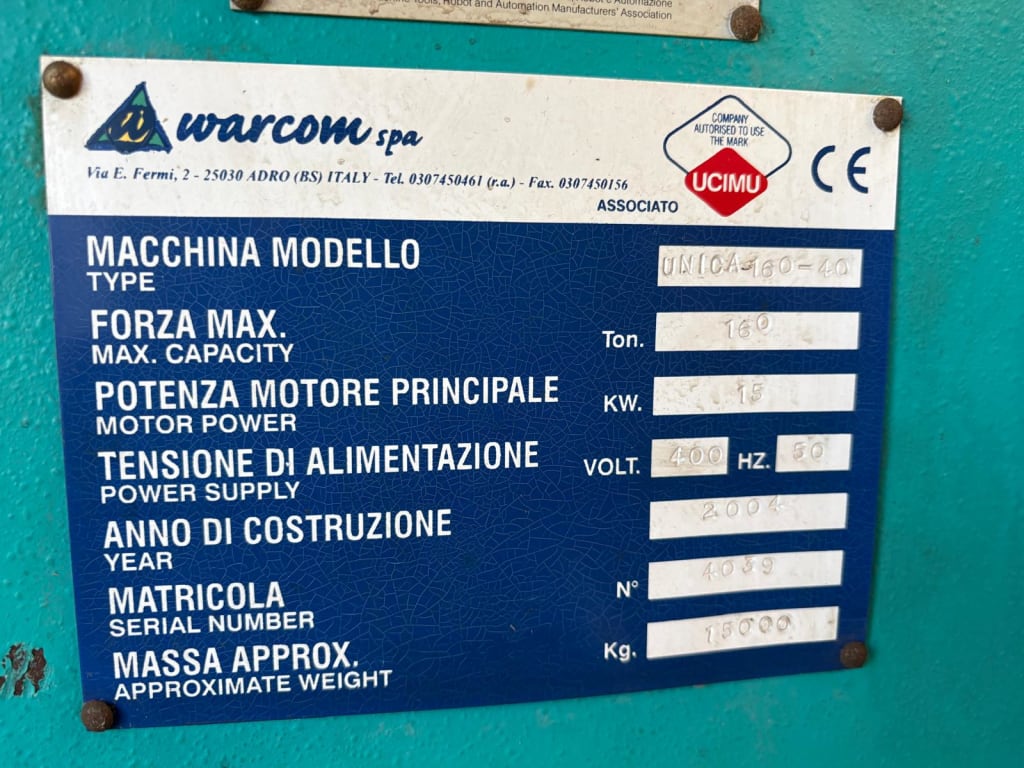 Robot e Automazione
Tools, Robot and Automation Manufacturers' Association
warcom spa
Via E. Fermi, 2 - 25030 ADRO (BS) ITALY - Tel. 0307450461 (r.a.) - Fax. 0307450156
COMPANY
AUTORISED TO USE
THE MARK
UCIMU
ASSOCIATO
CE
MACCHINA MODELLO
TYPE
UNICA-160-40
FORZA MAX.
MAX. CAPACITY
Ton. 160
POTENZA MOTORE PRINCIPALE
MOTOR POWER
KW. 15
TENSIONE DI ALIMENTAZIONE
POWER SUPPLY
VOLT. 400 HZ. 50
ANNO DI COSTRUZIONE
YEAR
2004
MATRICOLA
SERIAL NUMBER
N° 4039
MASSA APPROX.
APPROXIMATE WEIGHT
Kg. 15000